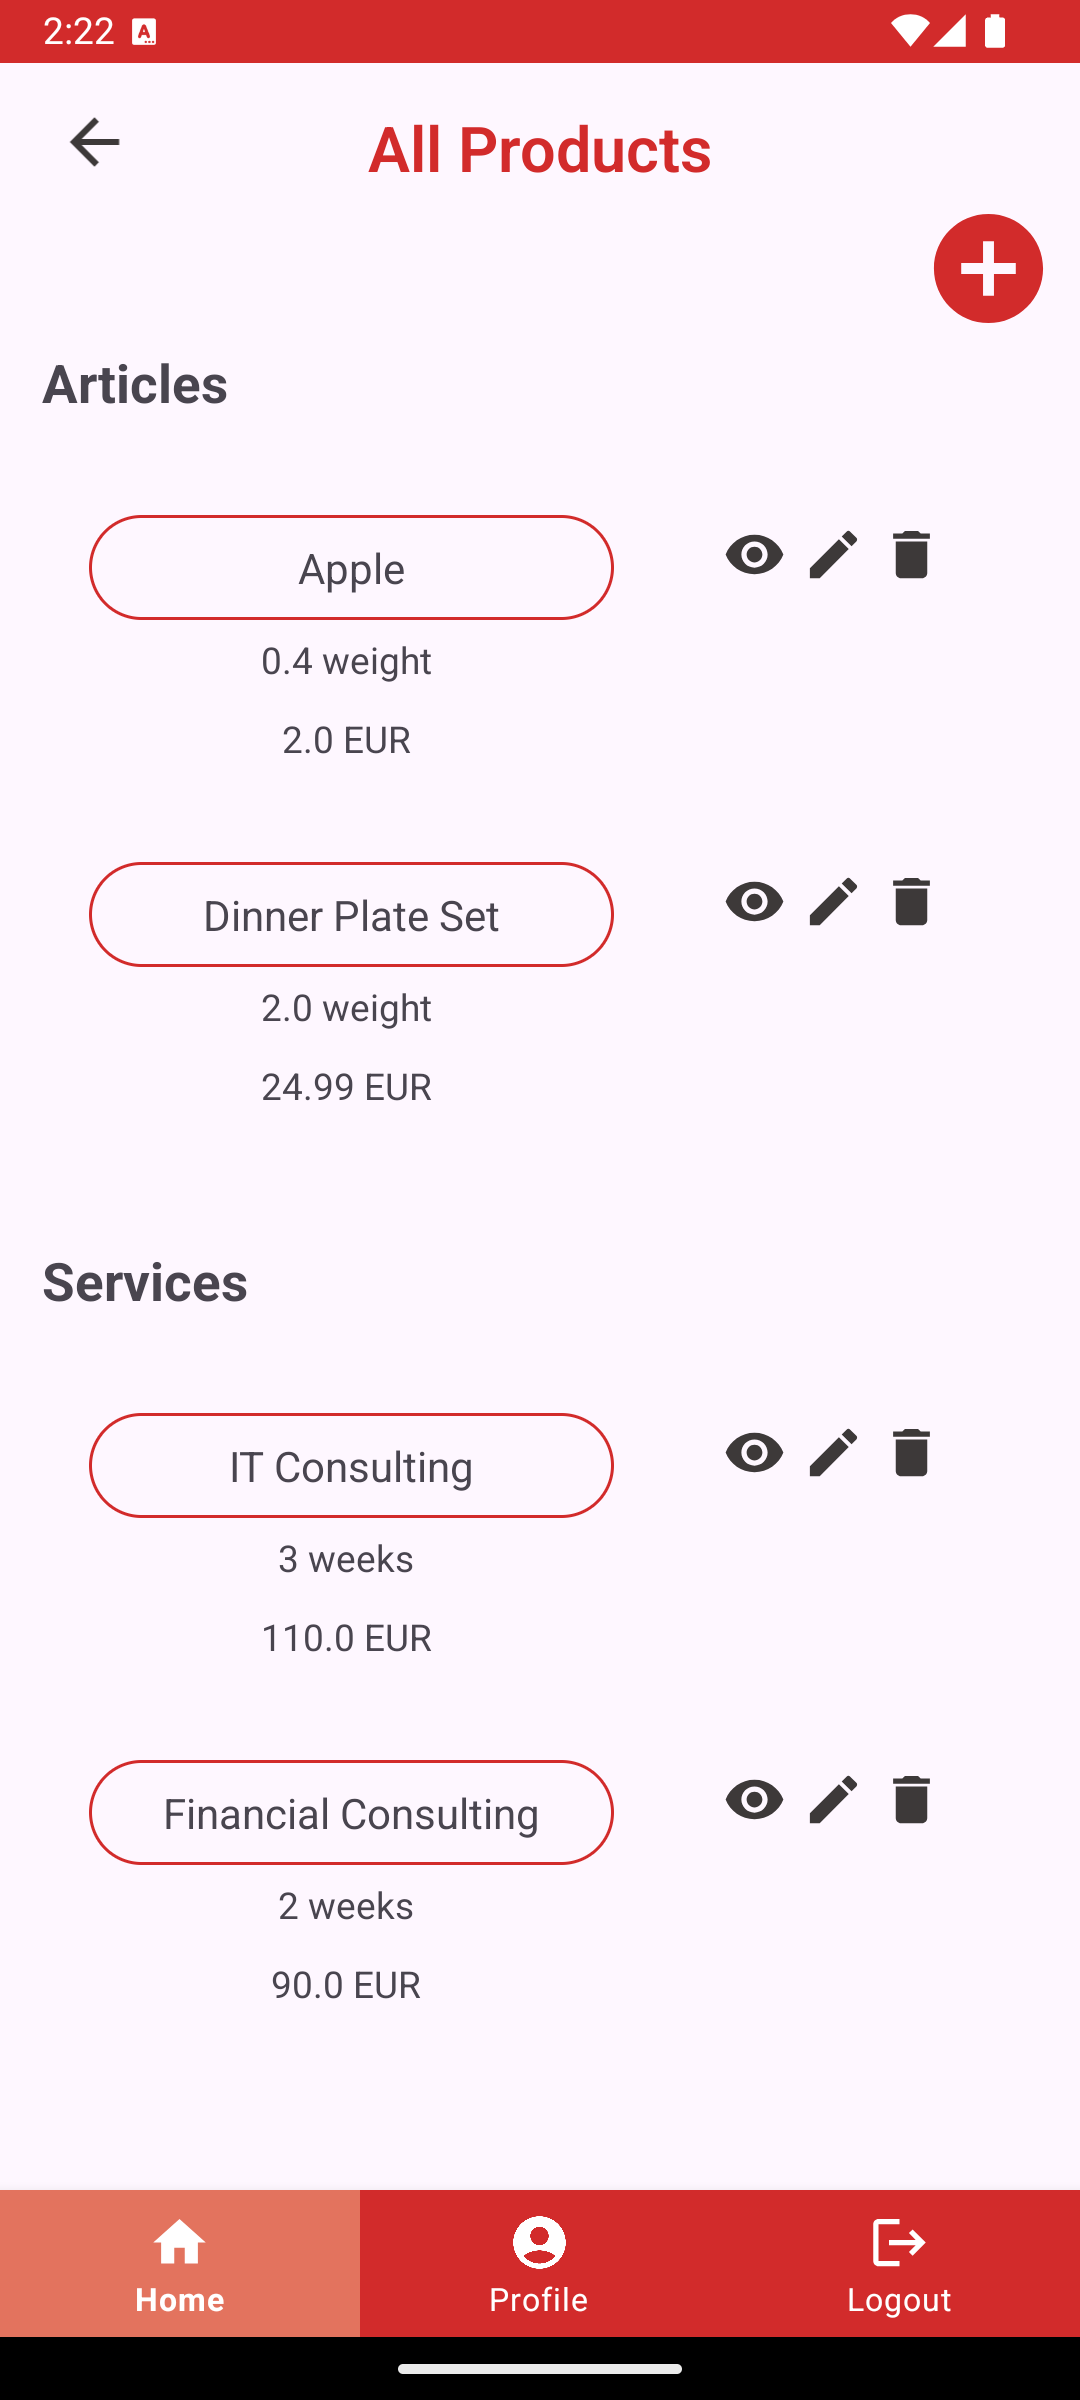 2:22
All Products
Articles
Apple
0.4 weight
2.0 EUR
Dinner Plate Set
2.0 weight
24.99 EUR
Services
IT Consulting
3 weeks
110.0 EUR
Financial Consulting
2 weeks
90.0 EUR
Home
Profile
Logout